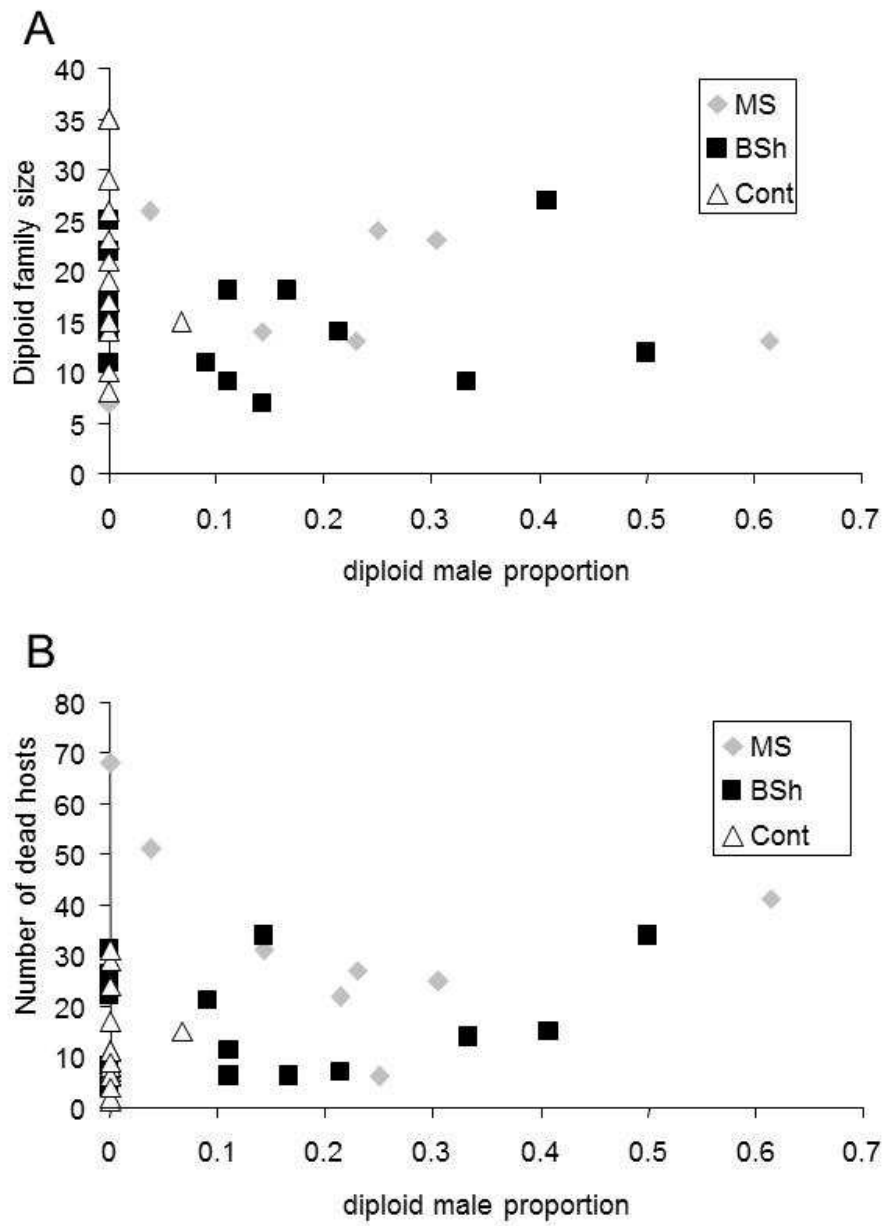 A
Diploid family size
40
35
30
25
20
15
10
5
0
MS
BSh
Cont
0 0.1 0.2 0.3 0.4 0.5 0.6 0.7
diploid male proportion
B
Number of dead hosts
80
70
60
50
40
30
20
10
0
MS
BSh
Cont
0 0.1 0.2 0.3 0.4 0.5 0.6 0.7
diploid male proportion